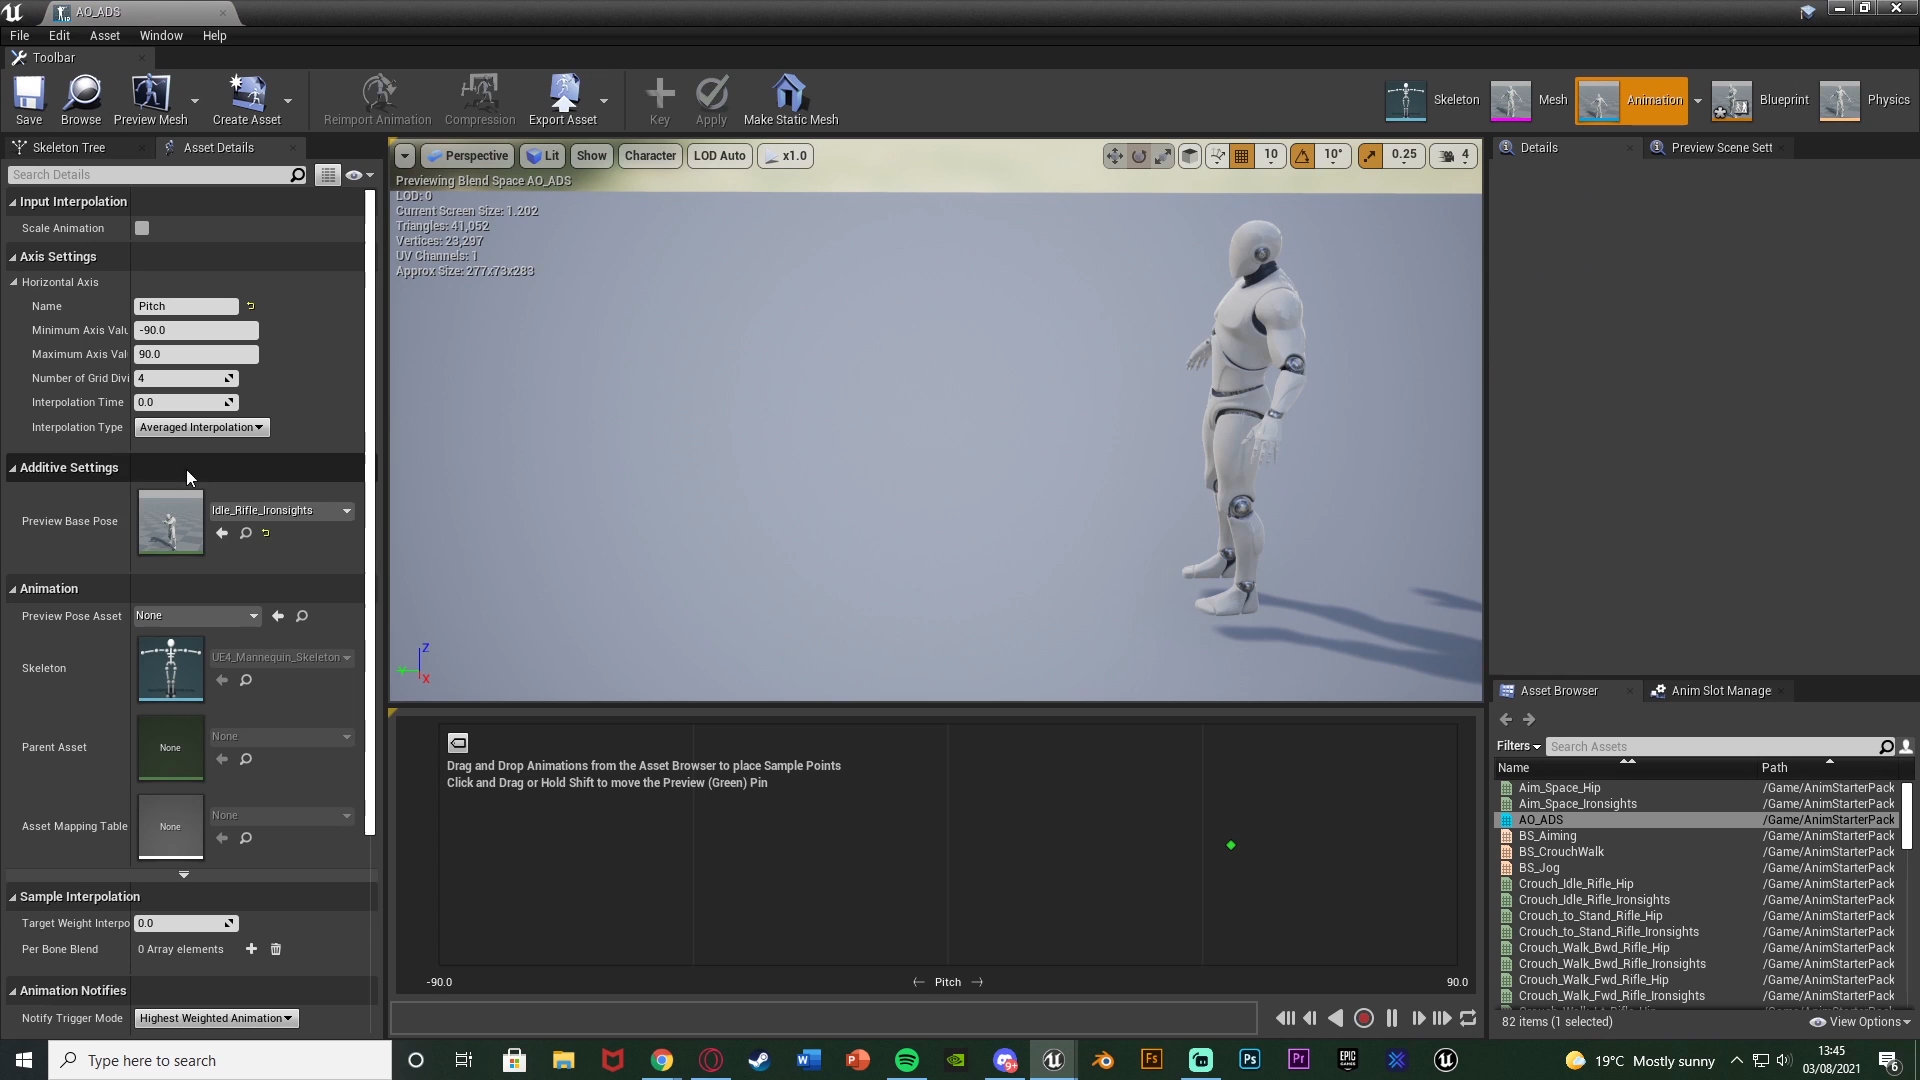 AO_ADS
File Edit Asset Window Help
Toolbar
Save Browse Preview Mesh Create Asset Reimport Animation Compression Export Asset Key Apply Make Static Mesh
Skeleton Mesh Animation Blueprint Physics
Skeleton Tree Asset Details
Search Details
Input Interpolation
Scale Animation
Axis Settings
Horizontal Axis
Name Pitch
Minimum Axis Valu -90.0
Maximum Axis Val 90.0
Number of Grid Divi 4
Interpolation Time 0.0
Interpolation Type Averaged Interpolation
Additive Settings
Preview Base Pose Idle_Rifle_Ironsights
Animation
Preview Pose Asset None
Skeleton UE4_Mannequin_Skeleton
Parent Asset None None
Asset Mapping Table None None
Sample Interpolation
Target Weight Interpo 0.0
Per Bone Blend 0 Array elements
Animation Notifies
Notify Trigger Mode Highest Weighted Animation
Perspective Lit Show Character LOD Auto x1.0
10 10° 0.25 4
Previewing Blend Space AO_ADS
LOD: 0
Current Screen Size: 1.202
Triangles: 41,052
Vertices: 23,297
UV Channels: 1
Approx Size: 277x73x283
Z
Y
X
Drag and Drop Animations from the Asset Browser to place Sample Points
Click and Drag or Hold Shift to move the Preview (Green) Pin
-90.0 Pitch 90.0
Details Preview Scene Sett
Asset Browser Anim Slot Manage
Filters Search Assets
Name Path
Aim_Space_Hip /Game/AnimStarterPack
Aim_Space_Ironsights /Game/AnimStarterPack
AO_ADS /Game/AnimStarterPack
BS_Aiming /Game/AnimStarterPack
BS_CrouchWalk /Game/AnimStarterPack
BS_Jog /Game/AnimStarterPack
Crouch_Idle_Rifle_Hip /Game/AnimStarterPack
Crouch_Idle_Rifle_Ironsights /Game/AnimStarterPack
Crouch_to_Stand_Rifle_Hip /Game/AnimStarterPack
Crouch_to_Stand_Rifle_Ironsights /Game/AnimStarterPack
Crouch_Walk_Bwd_Rifle_Hip /Game/AnimStarterPack
Crouch_Walk_Bwd_Rifle_Ironsights /Game/AnimStarterPack
Crouch_Walk_Fwd_Rifle_Hip /Game/AnimStarterPack
Crouch_Walk_Fwd_Rifle_Ironsights /Game/AnimStarterPack
82 items (1 selected) View Options
Type here to search
19°C Mostly sunny
13:45
03/08/2021